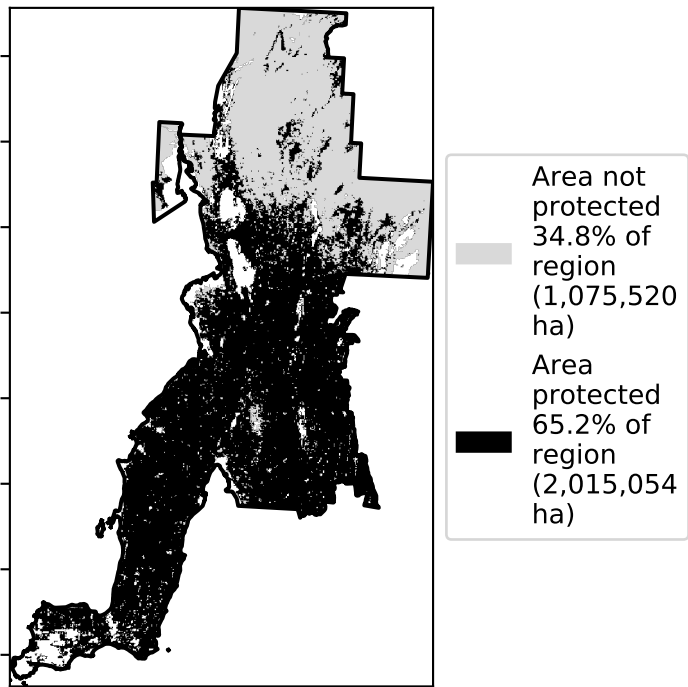 Area not
protected
34.8% of
region
(1,075,520
ha)
Area
protected
65.2% of
region
(2,015,054
ha)